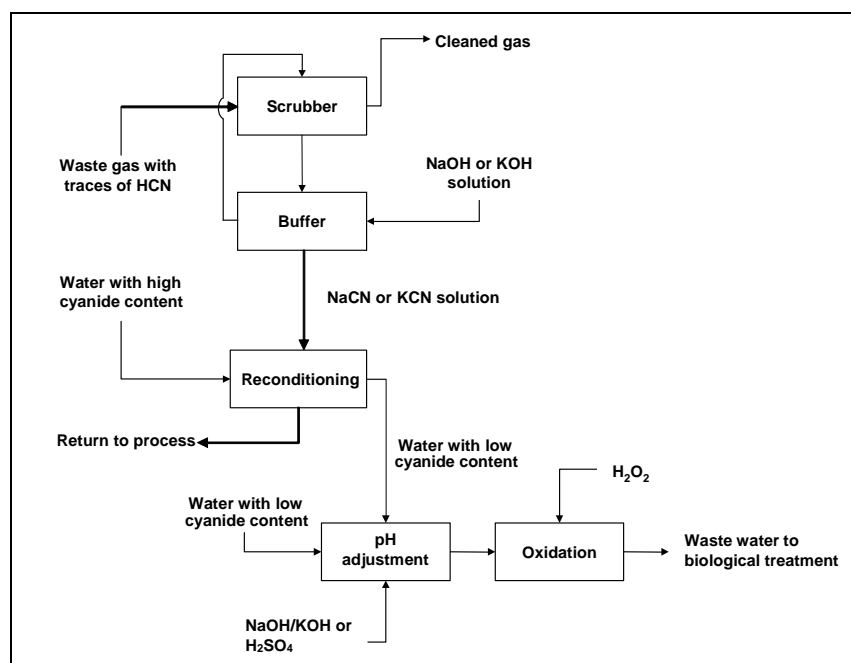 Cleaned gas
Scrubber
Waste gas with
traces of HCN
NaOH or KOH
solution
Buffer
Water with high
cyanide content
NaCN or KCN solution
Reconditioning
Return to process
Water with low
cyanide content
H₂O₂
Water with low
cyanide content
pH
adjustment
Oxidation
Waste water to
biological treatment
NaOH/KOH or
H₂SO₄